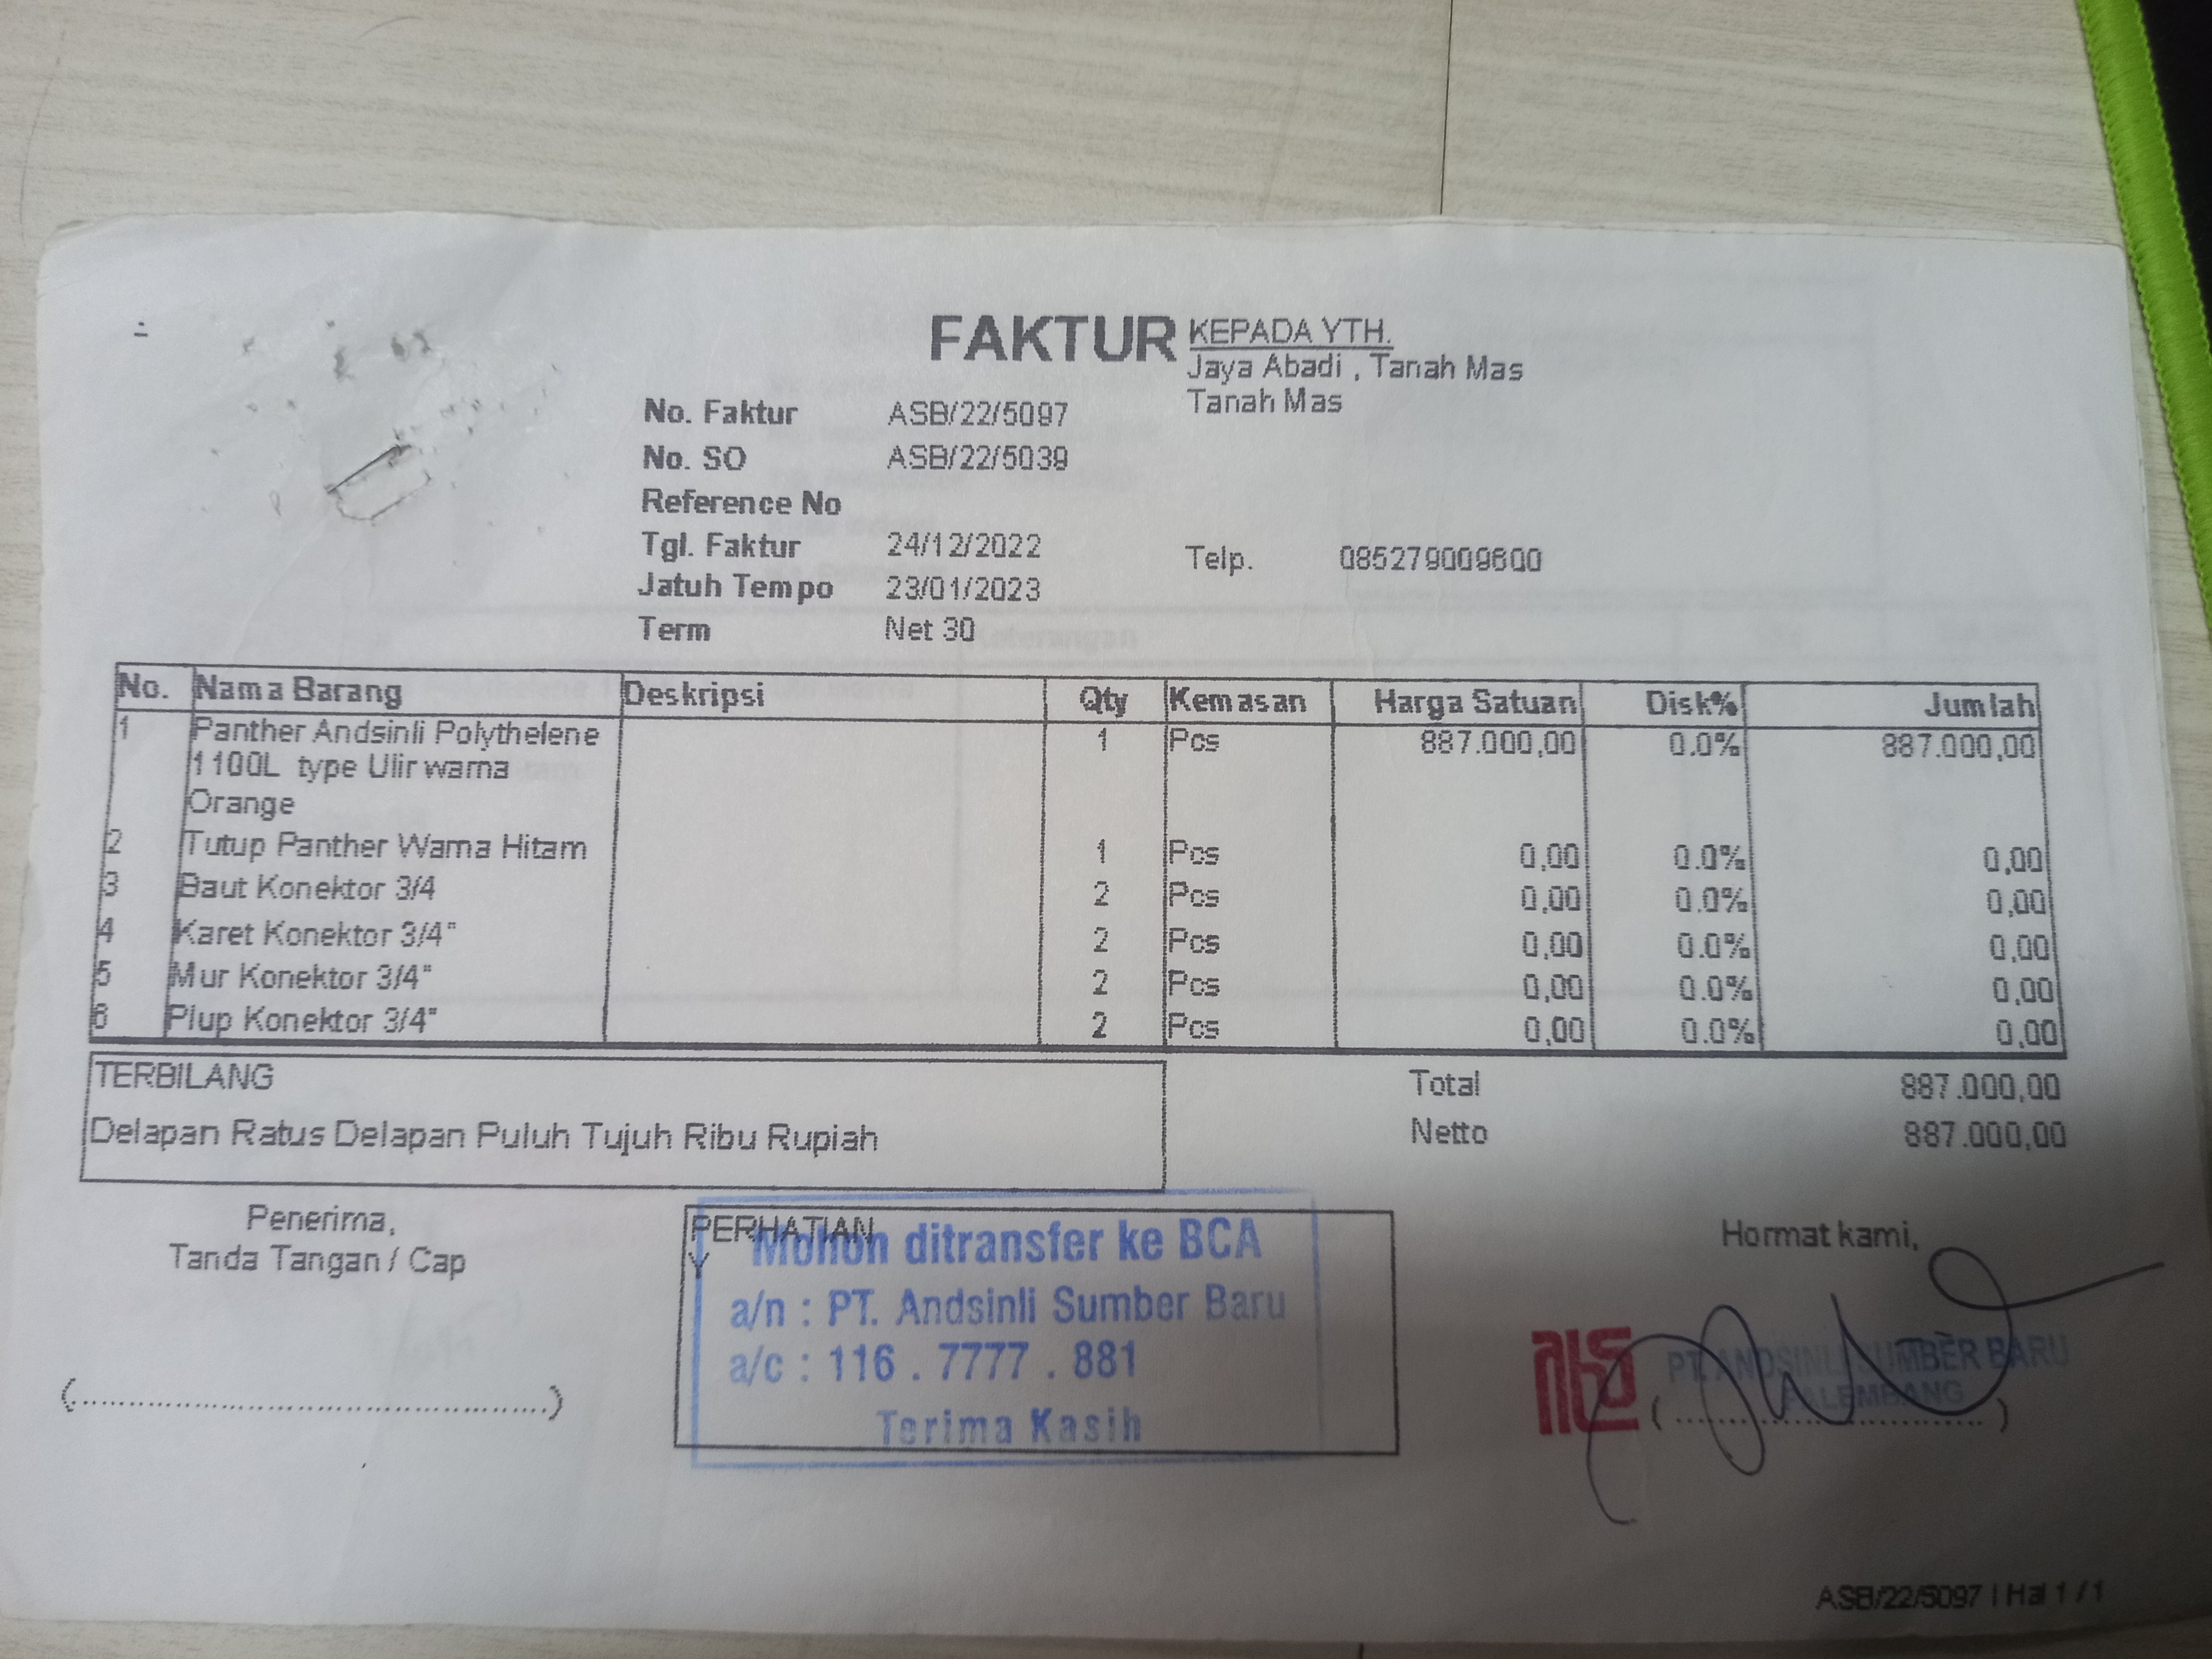 FAKTUR
KEPADA YTH.
Jaya Abadi , Tanah Mas
Tanah Mas
No. Faktur ASB/22/5097
No. SO ASB/22/5039
Reference No
Tgl. Faktur 24/12/2022
Telp. 085279009600
Jatuh Tempo 23/01/2023
Term Net 30
No. Nama Barang Deskripsi Qty Kemasan Harga Satuan Disk% Jumlah
1 Panther Andsinli Polythelene 1 Pcs 887.000,00 0.0% 887.000,00
1100L type Ulir warna
Orange
2 Tutup Panther Warna Hitam 1 Pcs 0,00 0.0% 0,00
3 Baut Konektor 3/4 2 Pcs 0,00 0.0% 0,00
4 Karet Konektor 3/4" 2 Pcs 0,00 0.0% 0,00
5 Mur Konektor 3/4" 2 Pcs 0,00 0.0% 0,00
6 Plup Konektor 3/4" 2 Pcs 0,00 0.0% 0,00
TERBILANG
Delapan Ratus Delapan Puluh Tujuh Ribu Rupiah
Total 887.000,00
Netto 887.000,00
Penerima,
Tanda Tangan / Cap
(....................................................)
PERHATIAN
Y
Mohon ditransfer ke BCA
a/n : PT. Andsinli Sumber Baru
a/c : 116 . 7777 . 881
Terima Kasih
Hormat kami,
PT. ANDSINLI SUMBER BARU
PALEMBANG
(....................................)
ASB/22/5097 | Hal 1 / 1